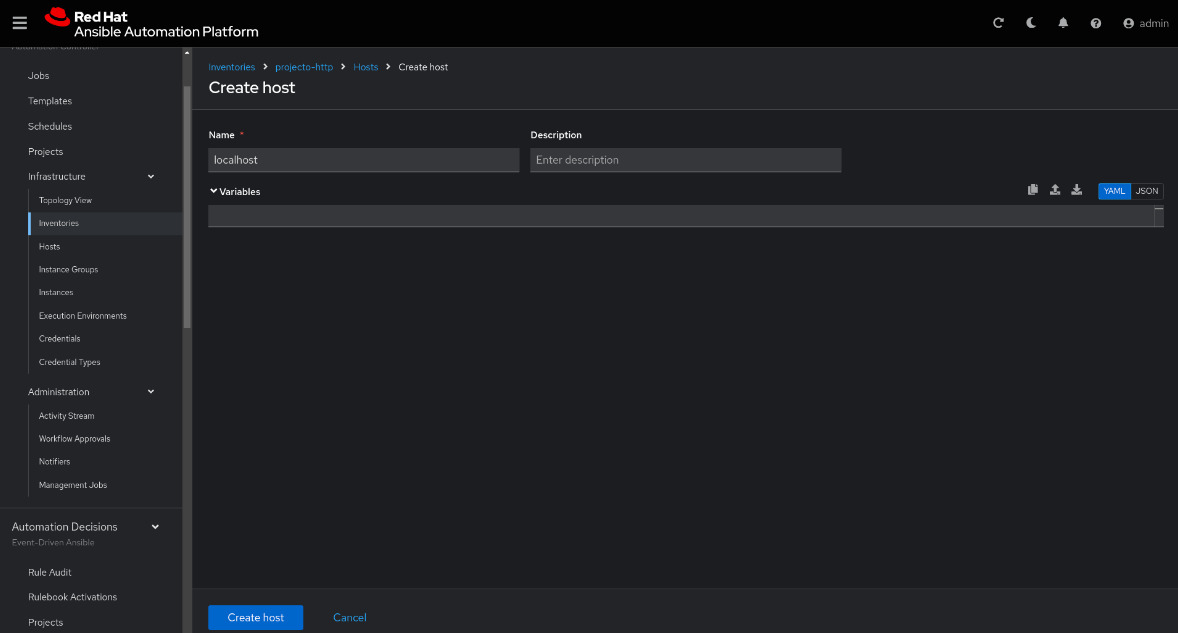 Red Hat
Ansible Automation Platform
admin
Automation Controller
Jobs
Templates
Schedules
Projects
Infrastructure
Topology View
Inventories
Hosts
Instance Groups
Instances
Execution Environments
Credentials
Credential Types
Administration
Activity Stream
Workflow Approvals
Notifiers
Management Jobs
Automation Decisions
Event-Driven Ansible
Rule Audit
Rulebook Activations
Projects
Inventories projecto-http Hosts Create host
Create host
Name * Description
localhost Enter description
Variables YAML JSON
Create host Cancel